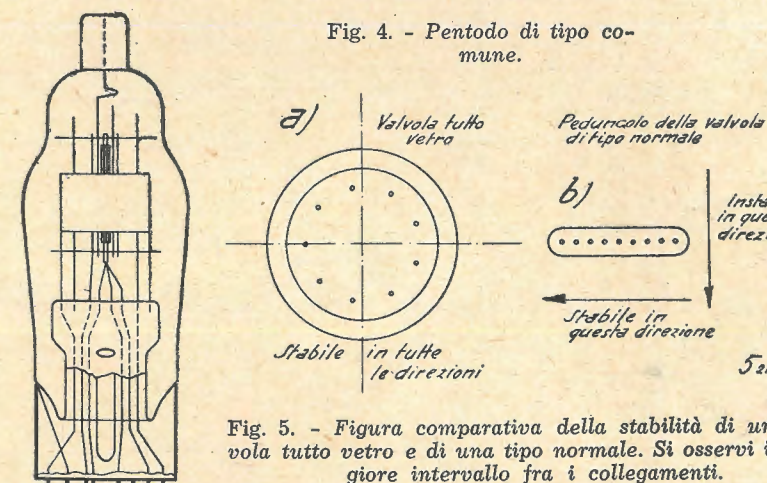 Fig. 4. - Pentodo di tipo co-
mune.
a)
Valvola tutto
vetro
Stabile in tutte
le direzioni
Peduncolo della valvola
di tipo normale
b)
in
direz
Stabile in
questa direzione
Fig. 5. - Figura comparativa della stabilità di un
vola tutto vetro e di una tipo normale. Si osservi i
giore intervallo fra i collegamenti.